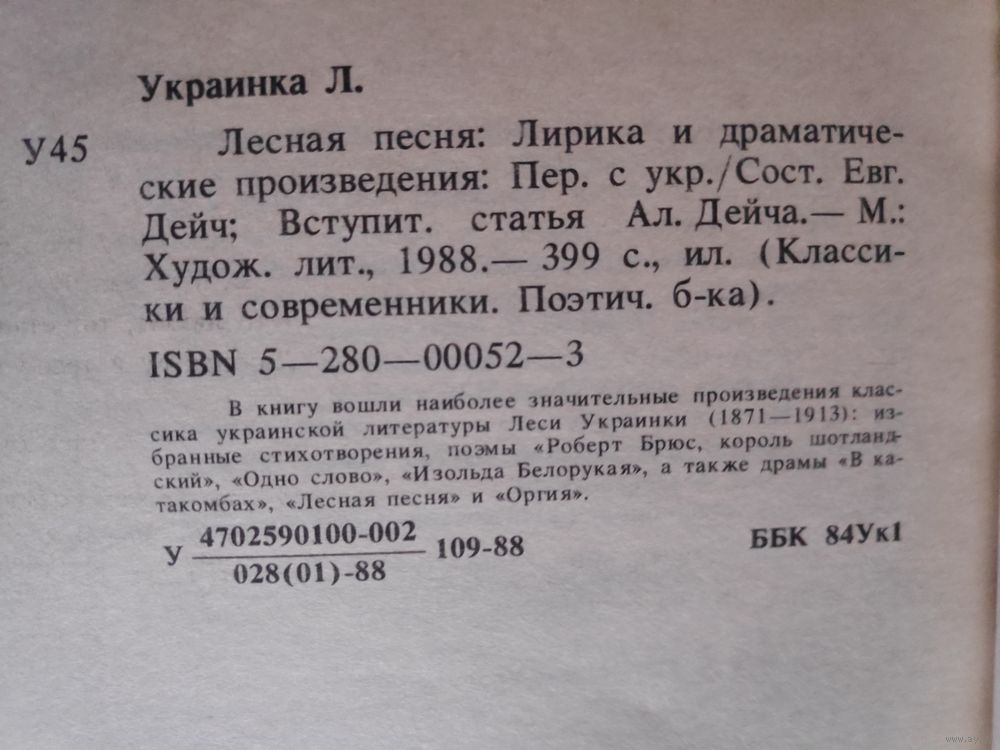 Украинка Л.
У45 Лесная песня: Лирика и драматиче-
ские произведения: Пер. с укр./Сост. Евг.
Дейч; Вступит. статья Ал. Дейча.— М.:
Худож. лит., 1988.— 399 с., ил. (Класси-
ки и современники. Поэтич. б-ка).
ISBN 5—280—00052—3
В книгу вошли наиболее значительные произведения клас-
сика украинской литературы Леси Украинки (1871—1913): из-
бранные стихотворения, поэмы «Роберт Брюс, король шотланд-
ский», «Одно слово», «Изольда Белорукая», а также драмы «В ка-
такомбах», «Лесная песня» и «Оргия».
У 4702590100-002 109-88
028(01)-88
ББК 84Ук1